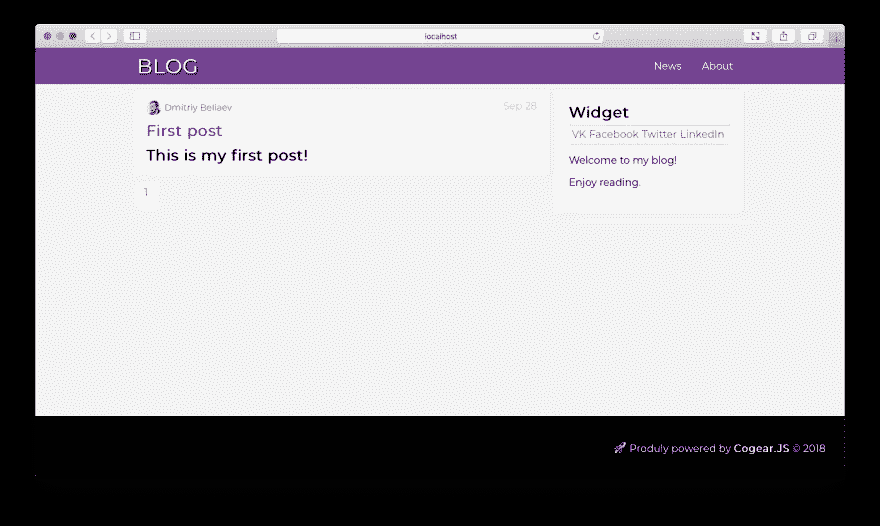 localhost
BLOG
News About
Dmitriy Beliaev
Sep 28
First post
This is my first post!
1
Widget
VK Facebook Twitter LinkedIn
Welcome to my blog!
Enjoy reading.
Produly powered by Cogear.JS © 2018